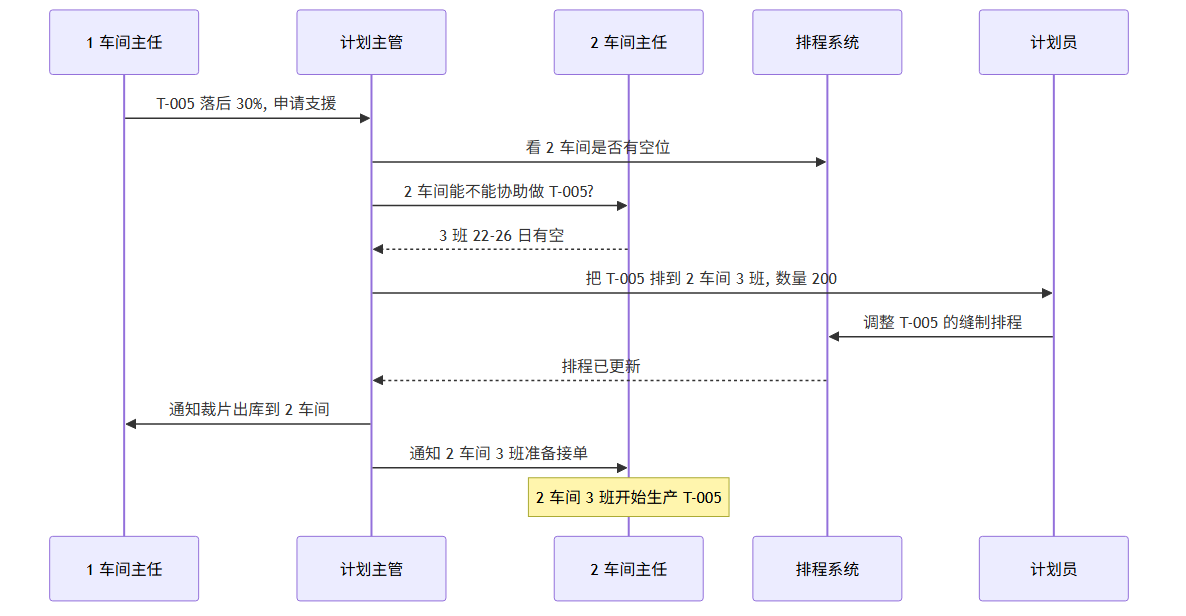 1 车间主任
计划主管
2 车间主任
排程系统
计划员
T-005 落后 30%, 申请支援
看 2 车间是否有空位
2 车间能不能协助做 T-005?
3 班 22-26 日有空
把 T-005 排到 2 车间 3 班, 数量 200
调整 T-005 的缝制排程
排程已更新
通知裁片出库到 2 车间
通知 2 车间 3 班准备接单
2 车间 3 班开始生产 T-005
1 车间主任
计划主管
2 车间主任
排程系统
计划员